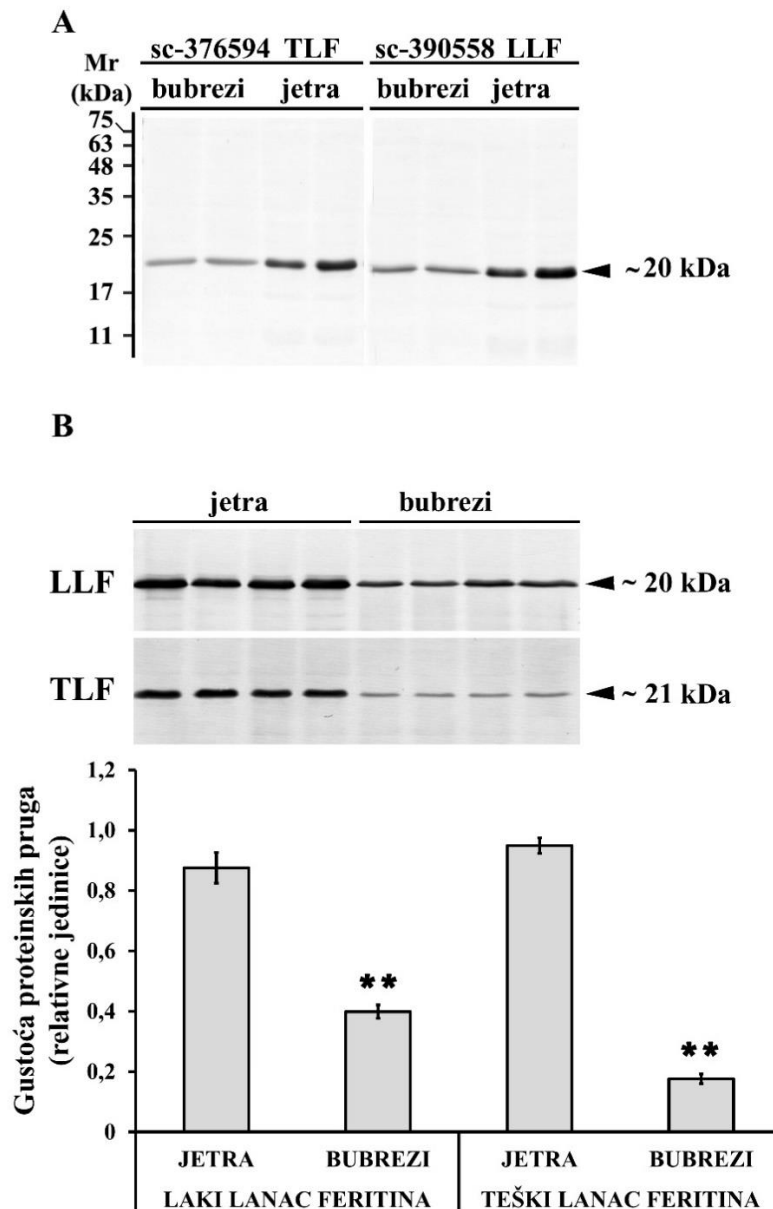 A
sc-376594 TLF sc-390558 LLF
Mr
(kDa)
bubrezi jetra bubrezi jetra
75
63
48
35
25
17
11
~20 kDa
B
jetra bubrezi
LLF ~ 20 kDa
TLF ~ 21 kDa
Gustoća proteinskih pruga
(relativne jedinice)
1,2
1,0
0,8
0,6
0,4
0,2
0
**
**
JETRA BUBREZI JETRA BUBREZI
LAKI LANAC FERITINA TEŠKI LANAC FERITINA